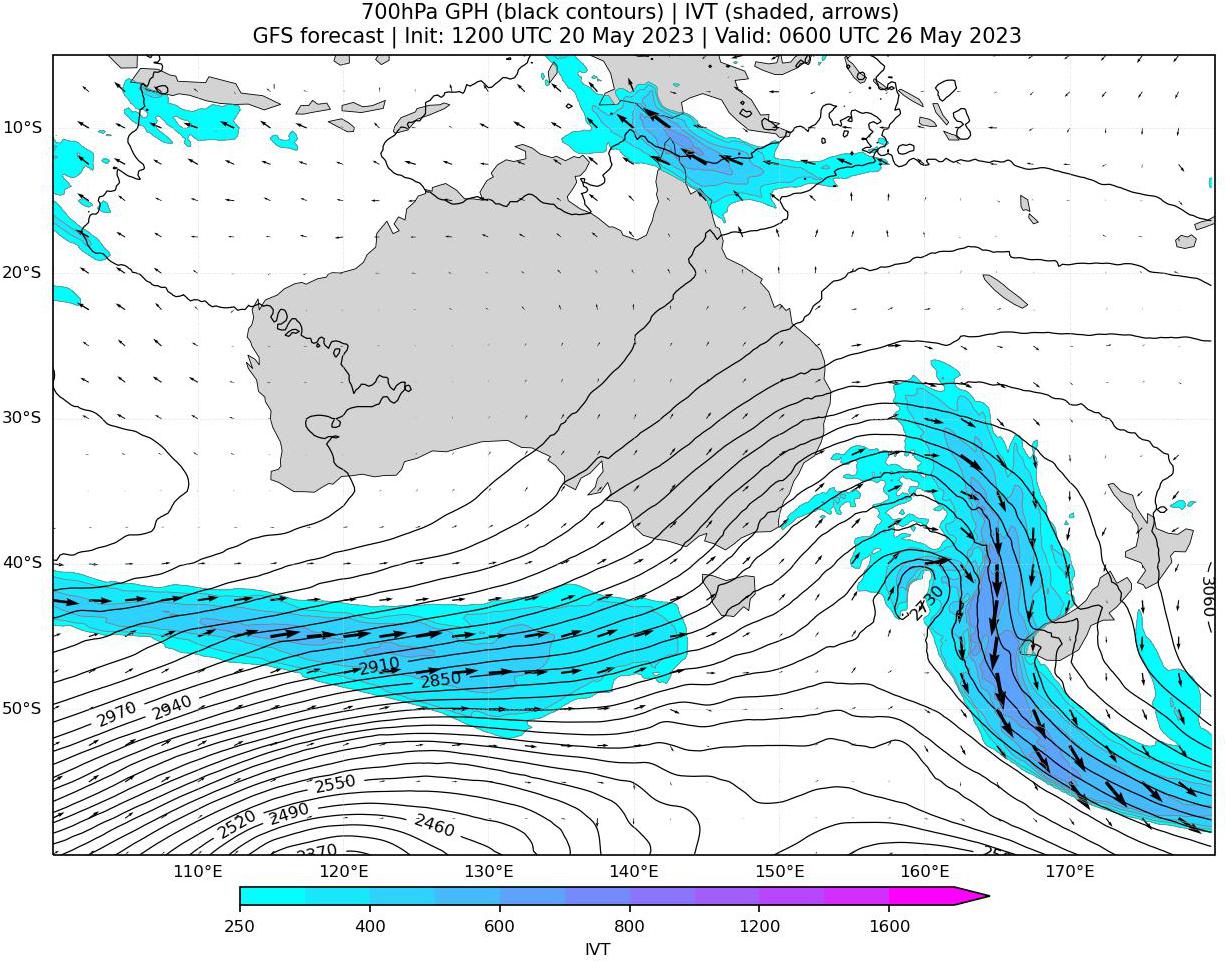 700hPa GPH (black contours) | IVT (shaded, arrows)
GFS forecast | Init: 1200 UTC 20 May 2023 | Valid: 0600 UTC 26 May 2023
10°S
20°S
30°S
40°S
50°S
2730
3060
2910
2850
2970
2940
2550
2520
2490
2460
2370
110°E
120°E
130°E
140°E
150°E
160°E
170°E
250
400
600
800
1200
1600
IVT